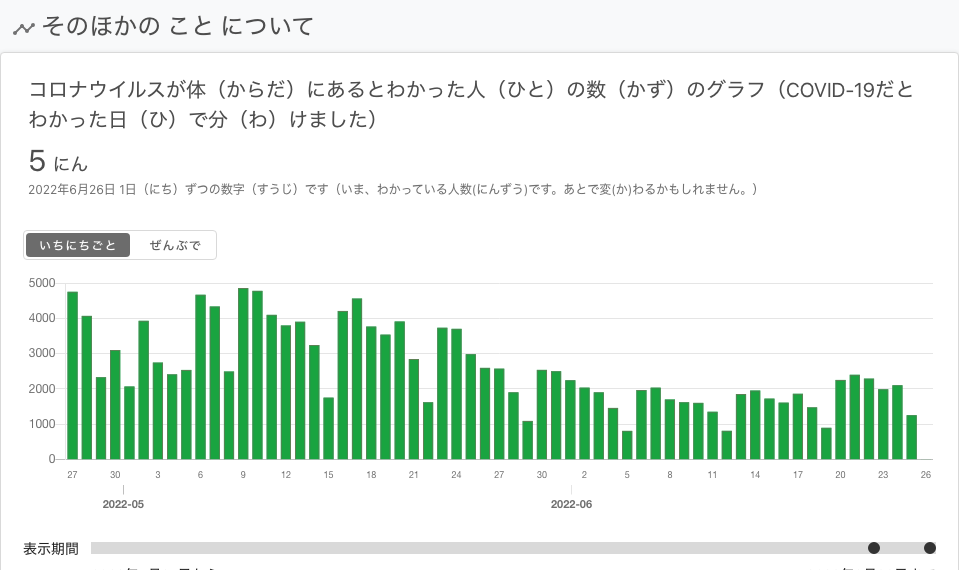 そのほかの こと について
コロナウイルスが体（からだ）にあるとわかった人（ひと）の数（かず）のグラフ（COVID-19だと
わかった日（ひ）で分（わ）けました）
5 にん
2022年6月26日 1日（にち）ずつの数字（すうじ）です（いま、わかっている人数(にんずう)です。あとで変(か)わるかもしれません。）
いちにちごと ぜんぶで
5000
4000
3000
2000
1000
0
27 30 3 6 9 12 15 18 21 24 27 30 2 5 8 11 14 17 20 23 26
2022-05 2022-06
表示期間